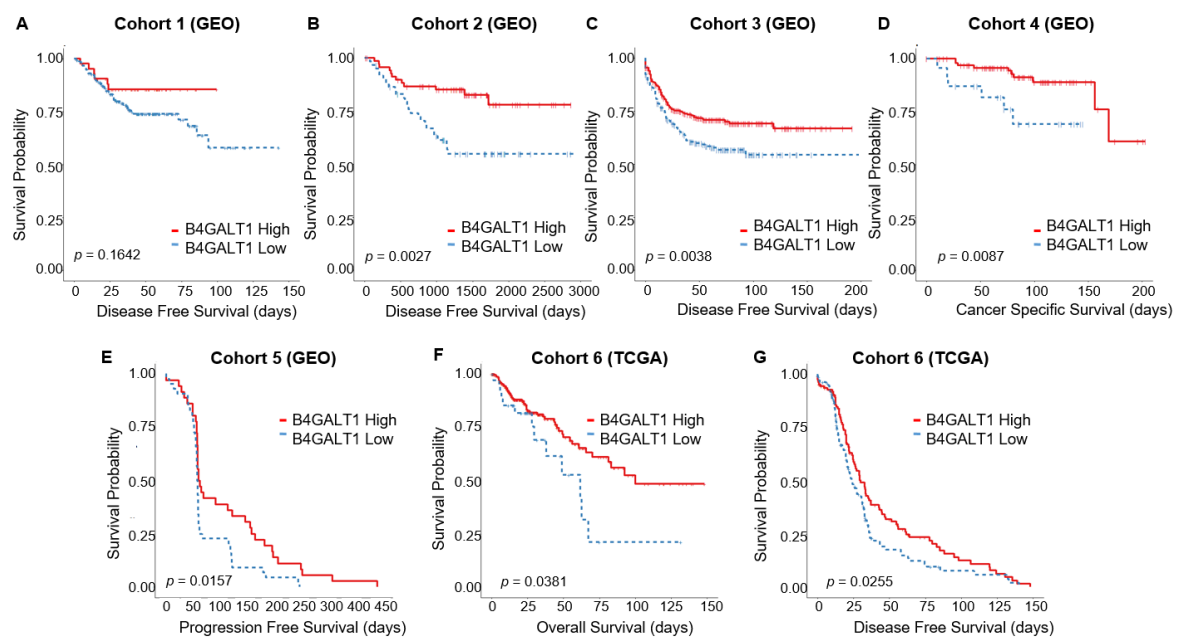 A Cohort 1 (GEO)
1.00
0.75
0.50
0.25
0.00
Survival Probability
B4GALT1 High
B4GALT1 Low
p = 0.1642
0 25 50 75 100 125 150
Disease Free Survival (days)
B Cohort 2 (GEO)
1.00
0.75
0.50
0.25
0.00
Survival Probability
B4GALT1 High
B4GALT1 Low
p = 0.0027
0 500 1000 1500 2000 2500 3000
Disease Free Survival (days)
C Cohort 3 (GEO)
1.00
0.75
0.50
0.25
0.00
Survival Probability
B4GALT1 High
B4GALT1 Low
p = 0.0038
0 50 100 150 200
Disease Free Survival (days)
D Cohort 4 (GEO)
1.00
0.75
0.50
0.25
0.00
Survival Probability
B4GALT1 High
B4GALT1 Low
p = 0.0087
0 50 100 150 200
Cancer Specific Survival (days)
E Cohort 5 (GEO)
1.00
0.75
0.50
0.25
0.00
Survival Probability
B4GALT1 High
B4GALT1 Low
p = 0.0157
0 50 100 150 200 300 350 400 450
Progression Free Survival (days)
F Cohort 6 (TCGA)
1.00
0.75
0.50
0.25
0.00
Survival Probability
B4GALT1 High
B4GALT1 Low
p = 0.0381
0 25 50 75 100 125 150
Overall Survival (days)
G Cohort 6 (TCGA)
1.00
0.75
0.50
0.25
0.00
Survival Probability
B4GALT1 High
B4GALT1 Low
p = 0.0255
0 25 50 75 100 125 150
Disease Free Survival (days)